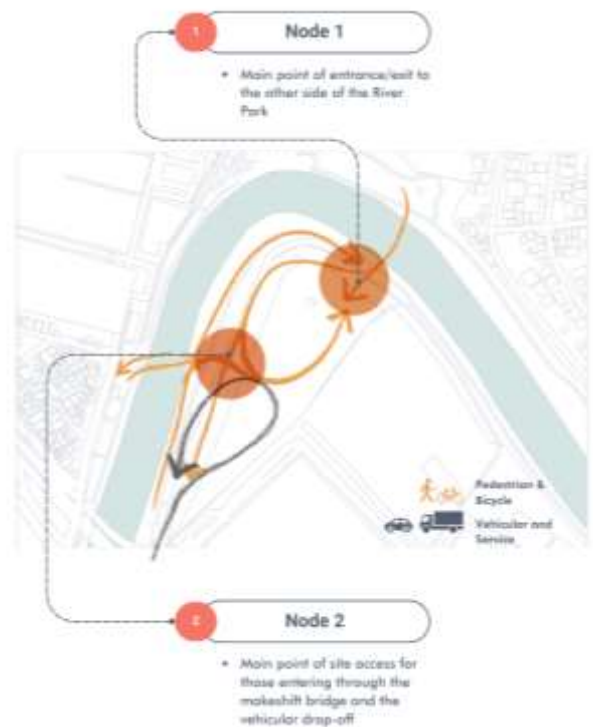 1
Node 1
• Main point of entrance/exit to
the other side of the River
Park
Pedestrian &
Bicycle
Vehicular and
Service
2
Node 2
• Main point of site access for
those entering through the
makeshift bridge and the
vehicular drop-off